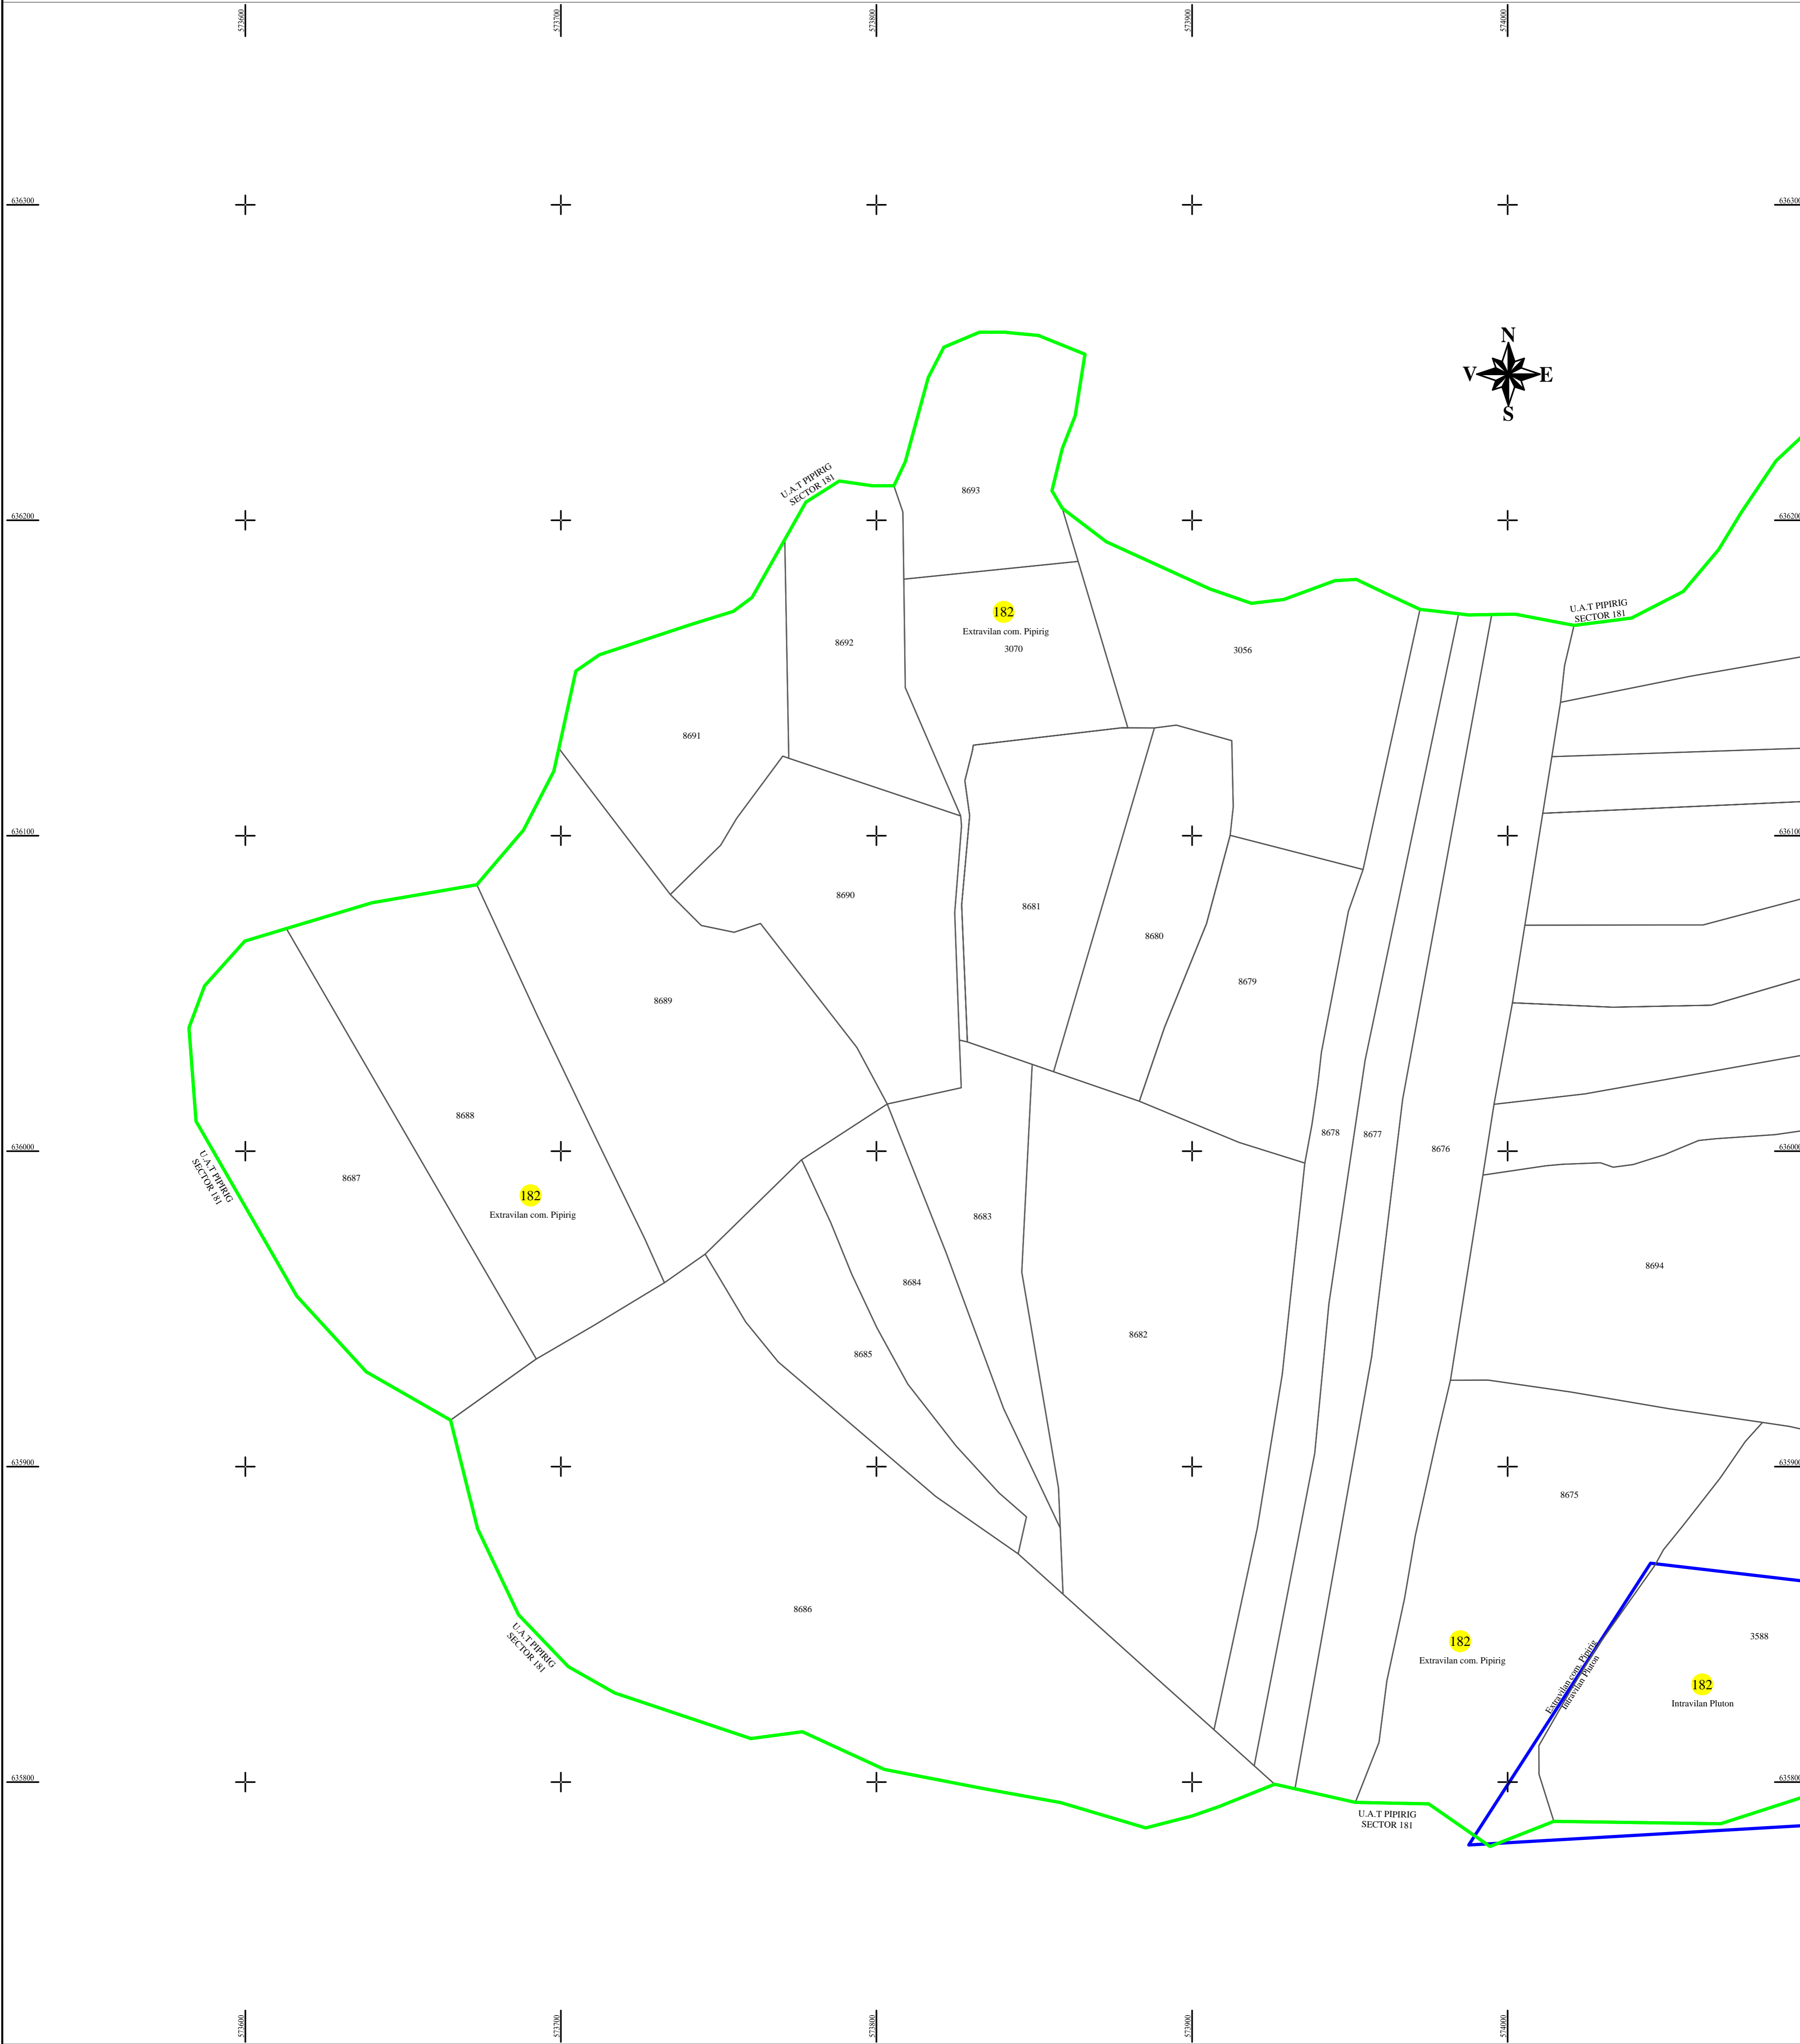 573600
573700
573800
573900
574000
636300
636300
N
V E
S
U.A.T PIPIRIG
SECTOR 181
8693
636200
636200
182
Extravilan com. Pipirig
3070
U.A.T PIPIRIG
SECTOR 181
8692
3056
8691
636100
636100
8690
8681
8680
8679
8689
8688
8678
8677
8676
636000
636000
U.A.T PIPIRIG
SECTOR 181
8687
182
Extravilan com. Pipirig
8683
8684
8694
8682
8685
635900
635900
8675
8686
U.A.T PIPIRIG
SECTOR 181
182
Extravilan com. Pipirig
Extravilan com. Pipirig
Intravilan Pluton
3588
182
Intravilan Pluton
635800
635800
U.A.T PIPIRIG
SECTOR 181
573600
573700
573800
573900
574000